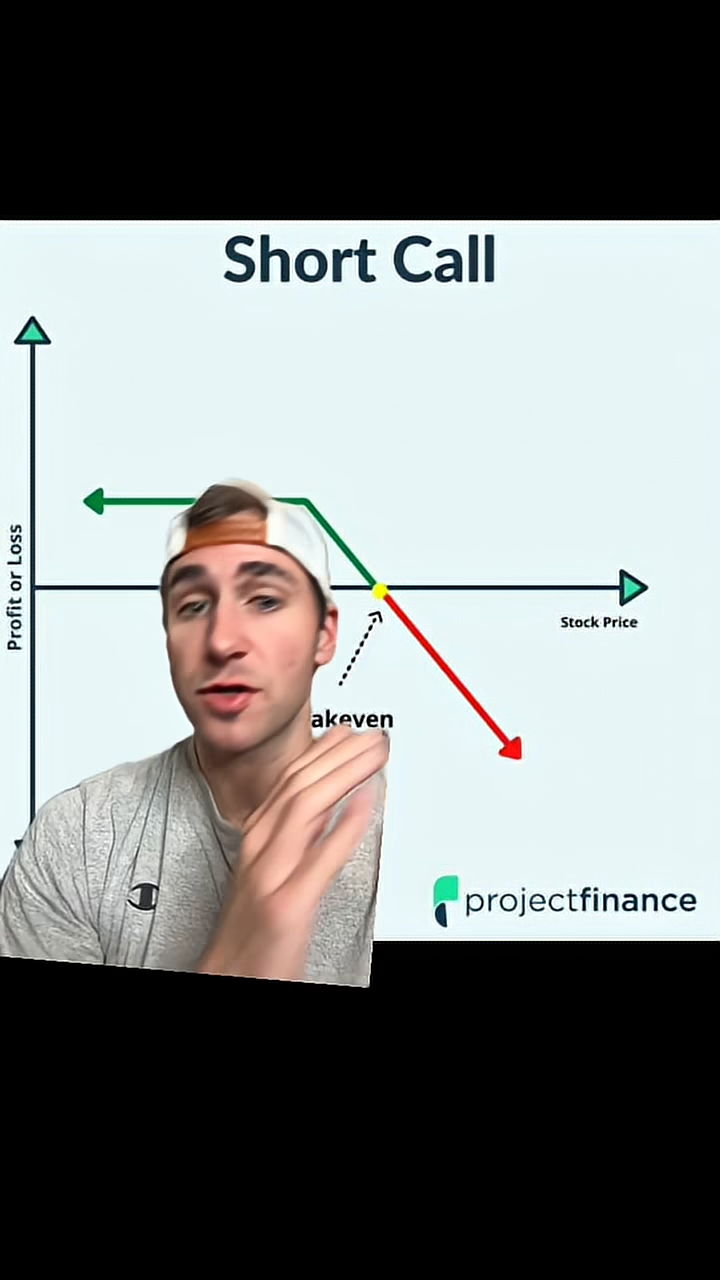 Short Call
Profit or Loss
Stock Price
akeven
projectfinance